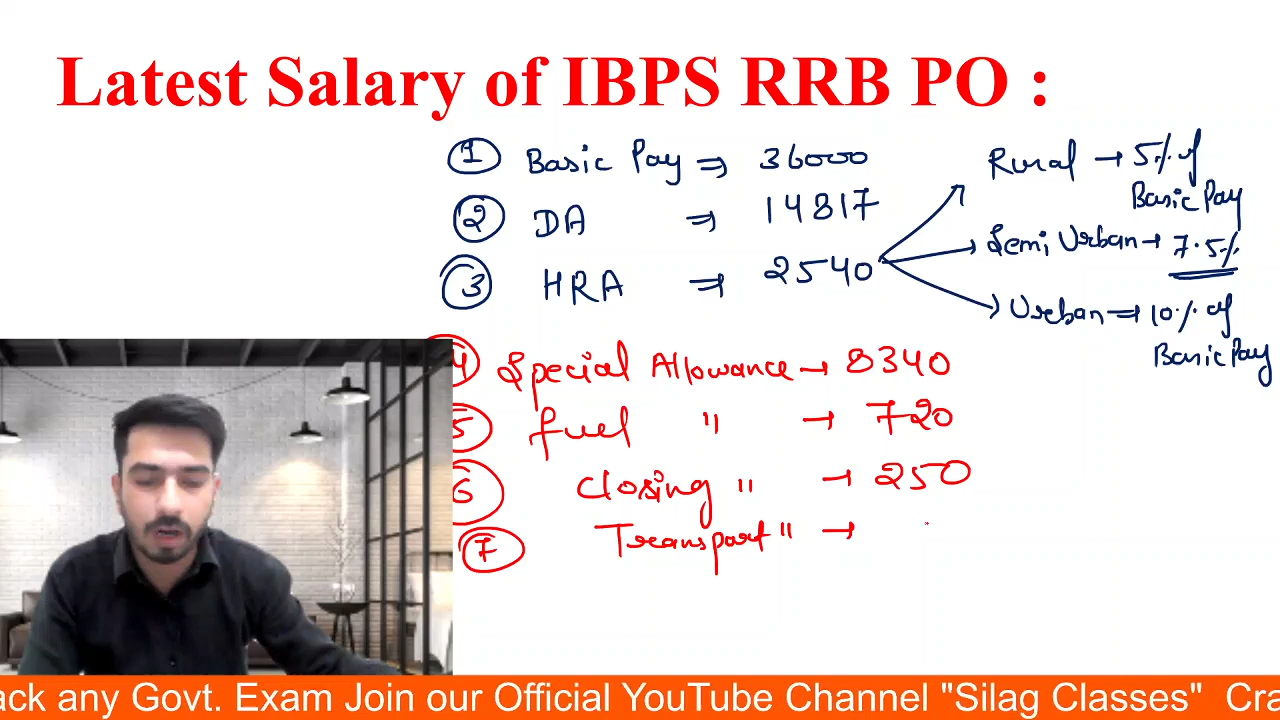 Latest Salary of IBPS RRB PO :
① Basic Pay ⇒ 36000
② DA ⇒ 14817
③ HRA ⇒ 2540
Rural → 5% of
Basic Pay
Semi Urban → 7.5%
Urban ⇒ 10% of
Basic Pay
4 Special Allowance → 8340
5 fuel " → 720
6 Closing " → 250
⑦ Transport " →
ack any Govt. Exam Join our Official YouTube Channel "Silag Classes" Cra